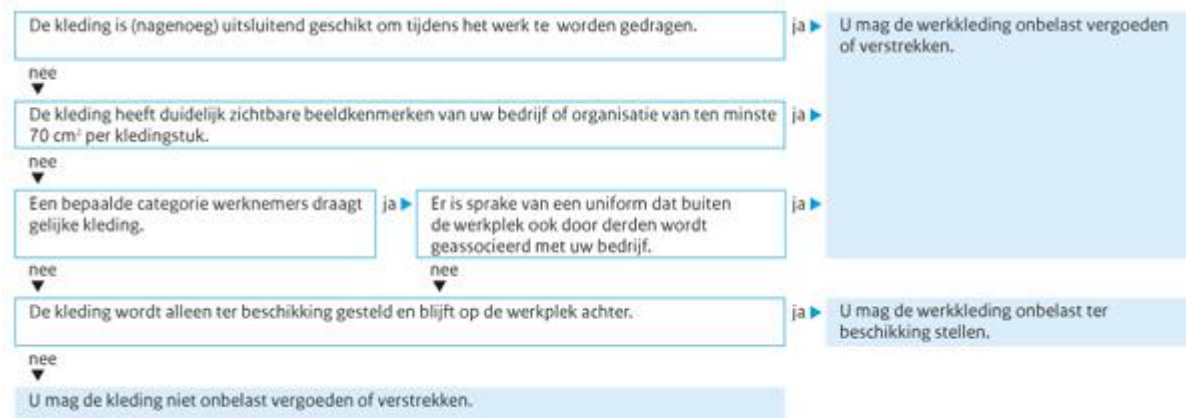 De kleding is (nagenoeg) uitsluitend geschikt om tijdens het werk te worden gedragen.
ja ▶
U mag de werkkleding onbelast vergoeden
of verstrekken.
nee
▼
De kleding heeft duidelijk zichtbare beeldkenmerken van uw bedrijf of organisatie van ten minste
70 cm² per kledingstuk.
ja ▶
nee
▼
Een bepaalde categorie werknemers draagt
gelijke kleding.
ja ▶
Er is sprake van een uniform dat buiten
de werkplek ook door derden wordt
geassocieerd met uw bedrijf.
ja ▶
nee
▼
nee
▼
De kleding wordt alleen ter beschikking gesteld en blijft op de werkplek achter.
ja ▶
U mag de werkkleding onbelast ter
beschikking stellen.
nee
▼
U mag de kleding niet onbelast vergoeden of verstrekken.